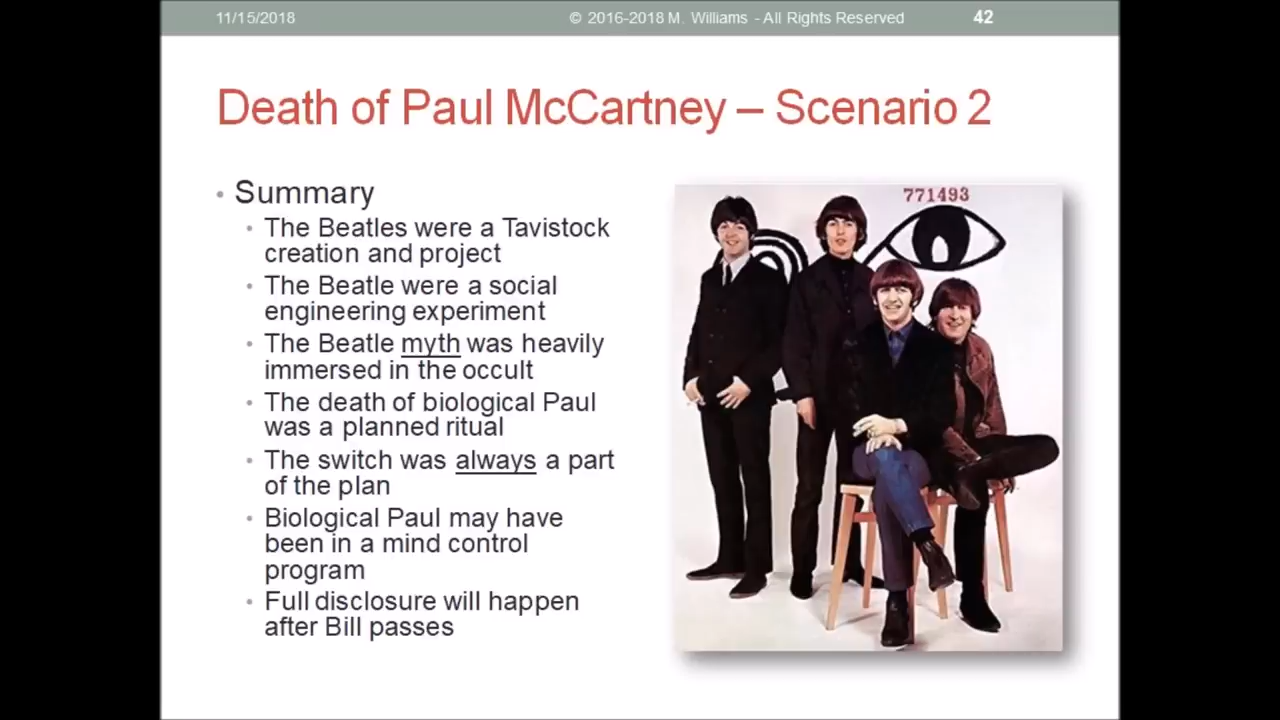 11/15/2018 © 2016-2018 M. Williams - All Rights Reserved 42
Death of Paul McCartney – Scenario 2
• Summary
• The Beatles were a Tavistock
creation and project
• The Beatle were a social
engineering experiment
• The Beatle myth was heavily
immersed in the occult
• The death of biological Paul
was a planned ritual
• The switch was always a part
of the plan
• Biological Paul may have
been in a mind control
program
• Full disclosure will happen
after Bill passes
771493